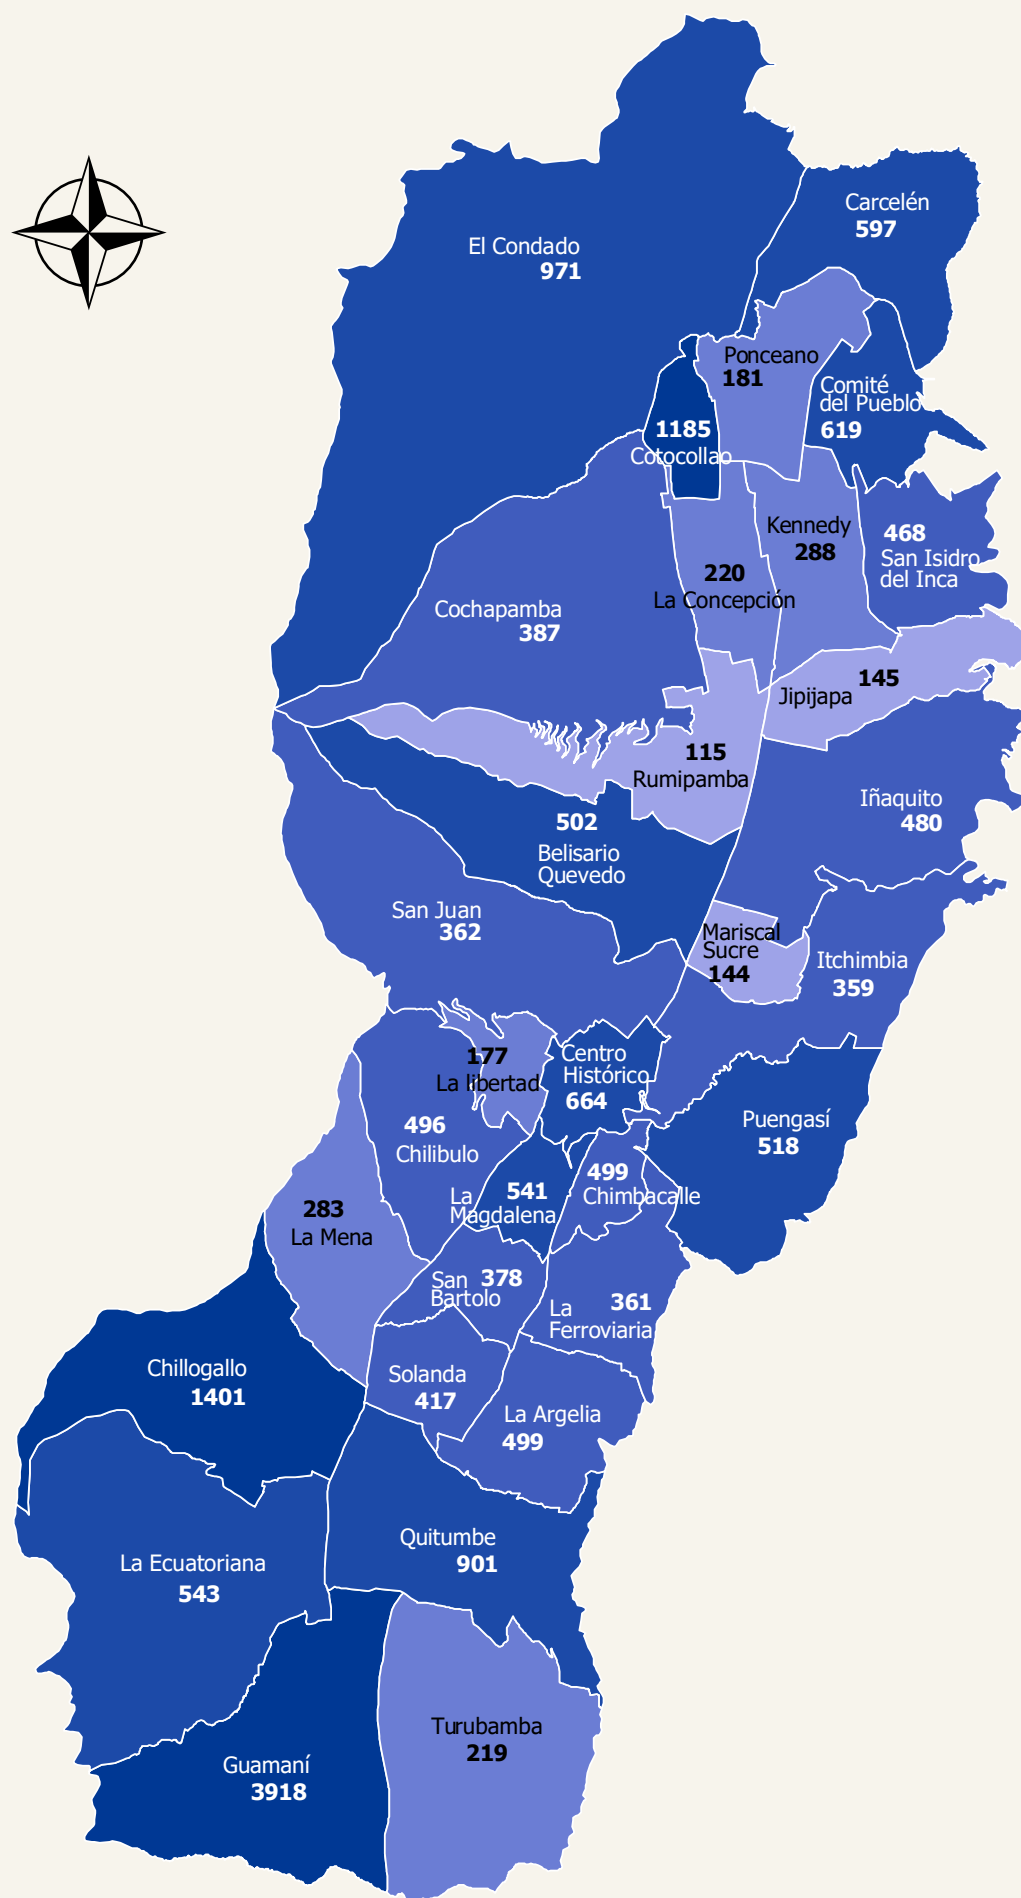 Carcelén
597
El Condado
971
Ponceano
181
Comité
del Pueblo
619
1185
Cotocollao
Kennedy
288
468
San Isidro
del Inca
220
La Concepción
Cochapamba
387
145
Jipijapa
115
Rumipamba
Iñaquito
480
502
Belisario
Quevedo
San Juan
362
Mariscal
Sucre
144
Itchimbia
359
177
La libertad
Centro
Histórico
664
496
Chilibulo
Puengasí
518
La
Magdalena
541
499
Chimbacalle
283
La Mena
San
Bartolo
378
361
La
Ferroviaria
Chillogallo
1401
Solanda
417
La Argelia
499
Quitumbe
901
La Ecuatoriana
543
Turubamba
219
Guamaní
3918